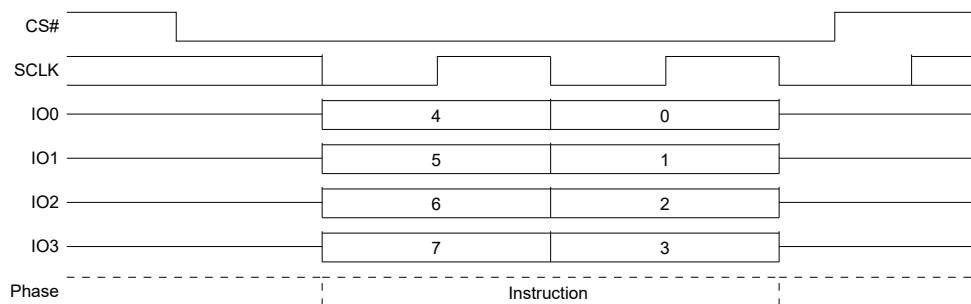 CS#
SCLK
IO0 4 0
IO1 5 1
IO2 6 2
IO3 7 3
Phase Instruction